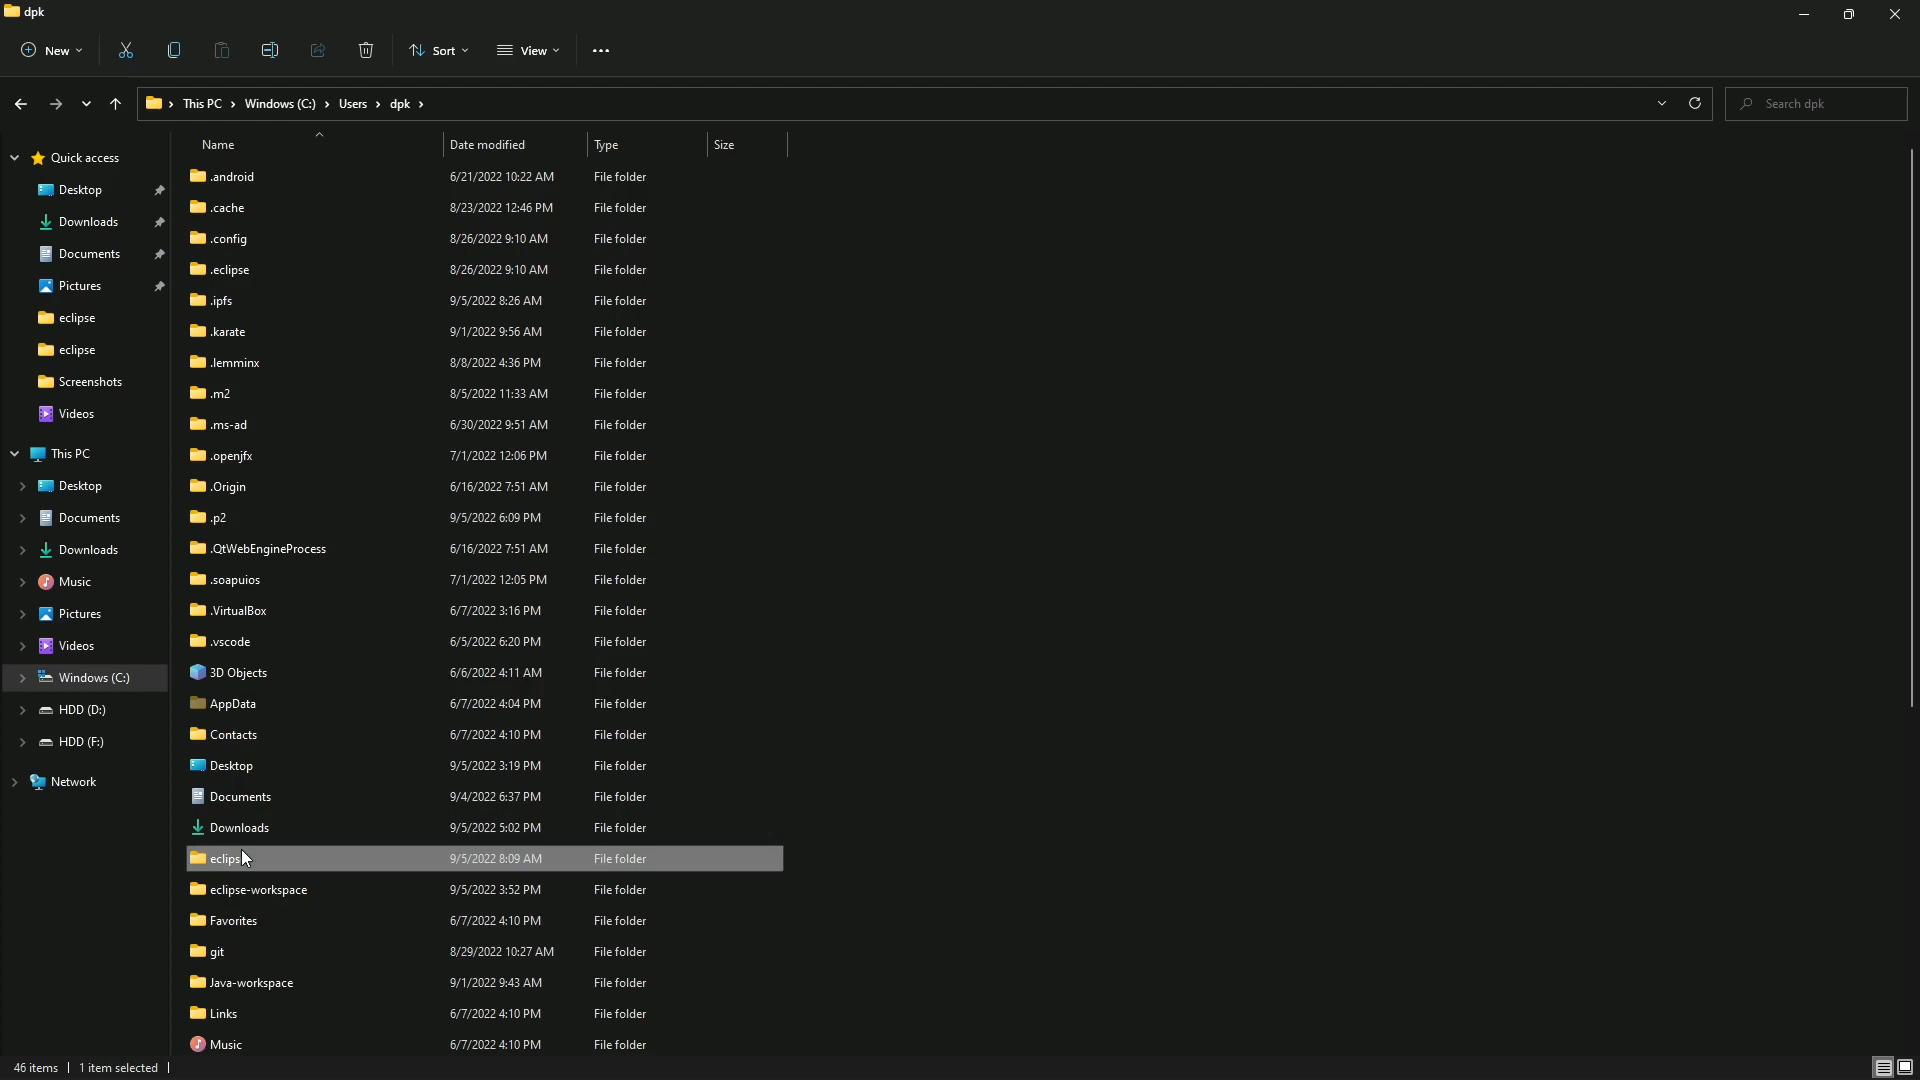 dpk
New
Sort
View
This PC
Windows (C:)
Users
dpk
Search dpk
Quick access
Desktop
Downloads
Documents
Pictures
eclipse
eclipse
Screenshots
Videos
This PC
Desktop
Documents
Downloads
Music
Pictures
Videos
Windows (C:)
HDD (D:)
HDD (F:)
Network
Name Date modified Type Size
.android 6/21/2022 10:22 AM File folder
.cache 8/23/2022 12:46 PM File folder
.config 8/26/2022 9:10 AM File folder
.eclipse 8/26/2022 9:10 AM File folder
.ipfs 9/5/2022 8:26 AM File folder
.karate 9/1/2022 9:56 AM File folder
.lemminx 8/8/2022 4:36 PM File folder
.m2 8/5/2022 11:33 AM File folder
.ms-ad 6/30/2022 9:51 AM File folder
.openjfx 7/1/2022 12:06 PM File folder
.Origin 6/16/2022 7:51 AM File folder
.p2 9/5/2022 6:09 PM File folder
.QtWebEngineProcess 6/16/2022 7:51 AM File folder
.soapuios 7/1/2022 12:05 PM File folder
.VirtualBox 6/7/2022 3:16 PM File folder
.vscode 6/5/2022 6:20 PM File folder
3D Objects 6/6/2022 4:11 AM File folder
AppData 6/7/2022 4:04 PM File folder
Contacts 6/7/2022 4:10 PM File folder
Desktop 9/5/2022 3:19 PM File folder
Documents 9/4/2022 6:37 PM File folder
Downloads 9/5/2022 5:02 PM File folder
eclips 9/5/2022 8:09 AM File folder
eclipse-workspace 9/5/2022 3:52 PM File folder
Favorites 6/7/2022 4:10 PM File folder
git 8/29/2022 10:27 AM File folder
Java-workspace 9/1/2022 9:43 AM File folder
Links 6/7/2022 4:10 PM File folder
Music 6/7/2022 4:10 PM File folder
46 items 1 item selected